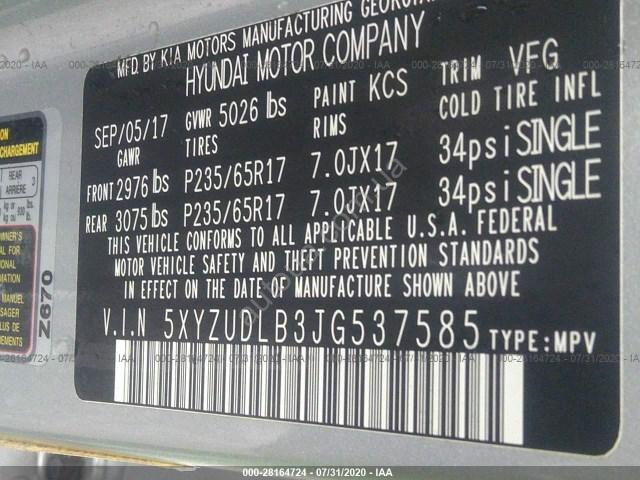 MFD. BY KIA MOTORS MANUFACTURING
HYUNDAI MOTOR COMPANY
SEP/05/17 GVWR 5026 lbs PAINT KCS TRIM VFG
GAWR TIRES RIMS COLD TIRE INFL
FRONT 2976 lbs P235/65R17 7.0JX17 34psi SINGLE
REAR 3075 lbs P235/65R17 7.0JX17 34psi SINGLE
THIS VEHICLE CONFORMS TO ALL APPLICABLE U.S.A. FEDERAL
MOTOR VEHICLE SAFETY AND THEFT PREVENTION STANDARDS
IN EFFECT ON THE DATE OF MANUFACTURE SHOWN ABOVE
V.I.N 5XYZUDLB3JG537585 TYPE:MPV
Z670
REAR
ARRIÈRE 3
000-28164724 - 07/31/2020 - IAA